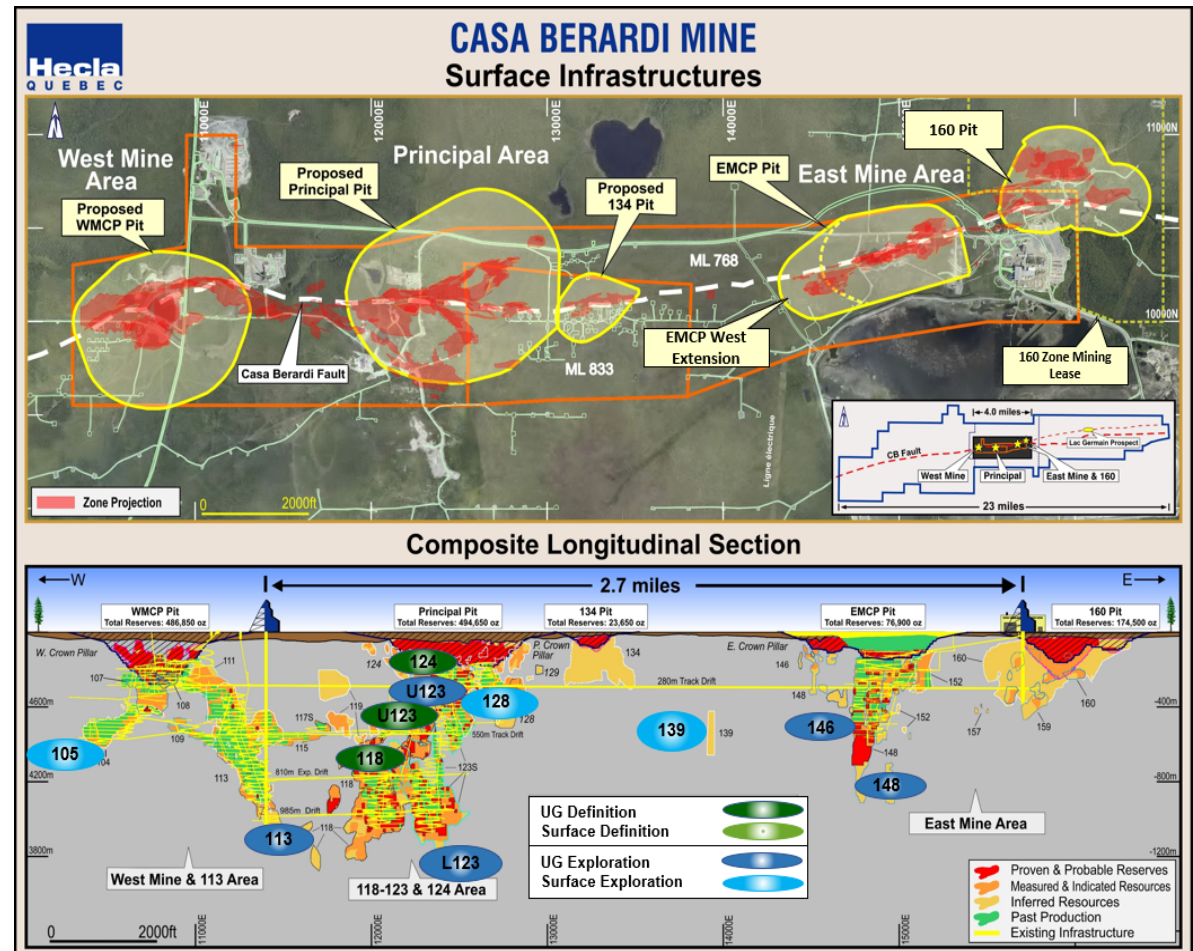 Hecla
QUEBEC
CASA BERARDI MINE
Surface Infrastructures
11000E
12000E
13000E
14000E
11000N
10000N
West Mine
Area
Proposed
WMCP Pit
Proposed
Principal Pit
Principal Area
Proposed
134 Pit
EMCP Pit
East Mine Area
160 Pit
ML 768
ML 833
Casa Berardi Fault
EMCP West
Extension
160 Zone Mining
Lease
Ligne électrique
Zone Projection
0 2000ft
4.0 miles
CB Fault
Lac Germain Prospect
West Mine
Principal
East Mine & 160
23 miles
Composite Longitudinal Section
W
2.7 miles
E
WMCP Pit
Total Reserves: 486,850 oz
Principal Pit
Total Reserves: 494,650 oz
134 Pit
Total Reserves: 23,650 oz
EMCP Pit
Total Reserves: 76,900 oz
160 Pit
Total Reserves: 174,500 oz
W. Crown Pillar
P. Crown
Pillar
E. Crown Pillar
111
107
108
109
104
105
113
113
117S
115
119
124
124
U123
U123
118
118
118
128
128
129
134
123S
L123
139
139
146
146
148
148
148
152
152
157
159
160
160
280m Track Drift
550m Track Drift
810m Exp. Drift
985m Drift
4600m
4200m
3800m
-400m
-800m
-1200m
West Mine & 113 Area
118-123 & 124 Area
East Mine Area
UG Definition
Surface Definition
UG Exploration
Surface Exploration
Proven & Probable Reserves
Measured & Indicated Resources
Inferred Resources
Past Production
Existing Infrastructure
0 2000ft
11000E
12000E
13000E
14000E
15000E